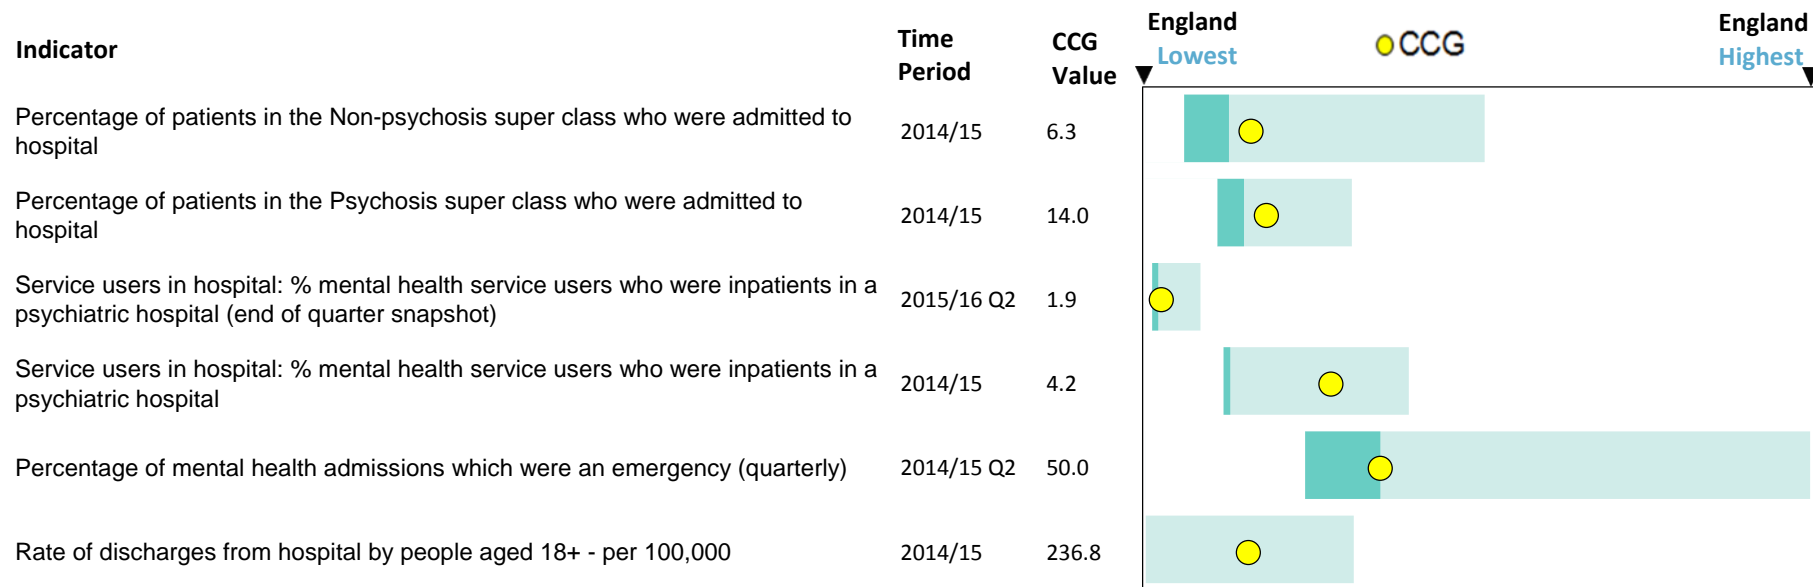 Indicator
Time
Period
CCG
Value
England
Lowest
CCG
England
Highest
Percentage of patients in the Non-psychosis super class who were admitted to
hospital
2014/15
6.3
Percentage of patients in the Psychosis super class who were admitted to
hospital
2014/15
14.0
Service users in hospital: % mental health service users who were inpatients in a
psychiatric hospital (end of quarter snapshot)
2015/16 Q2
1.9
Service users in hospital: % mental health service users who were inpatients in a
psychiatric hospital
2014/15
4.2
Percentage of mental health admissions which were an emergency (quarterly)
2014/15 Q2
50.0
Rate of discharges from hospital by people aged 18+ - per 100,000
2014/15
236.8